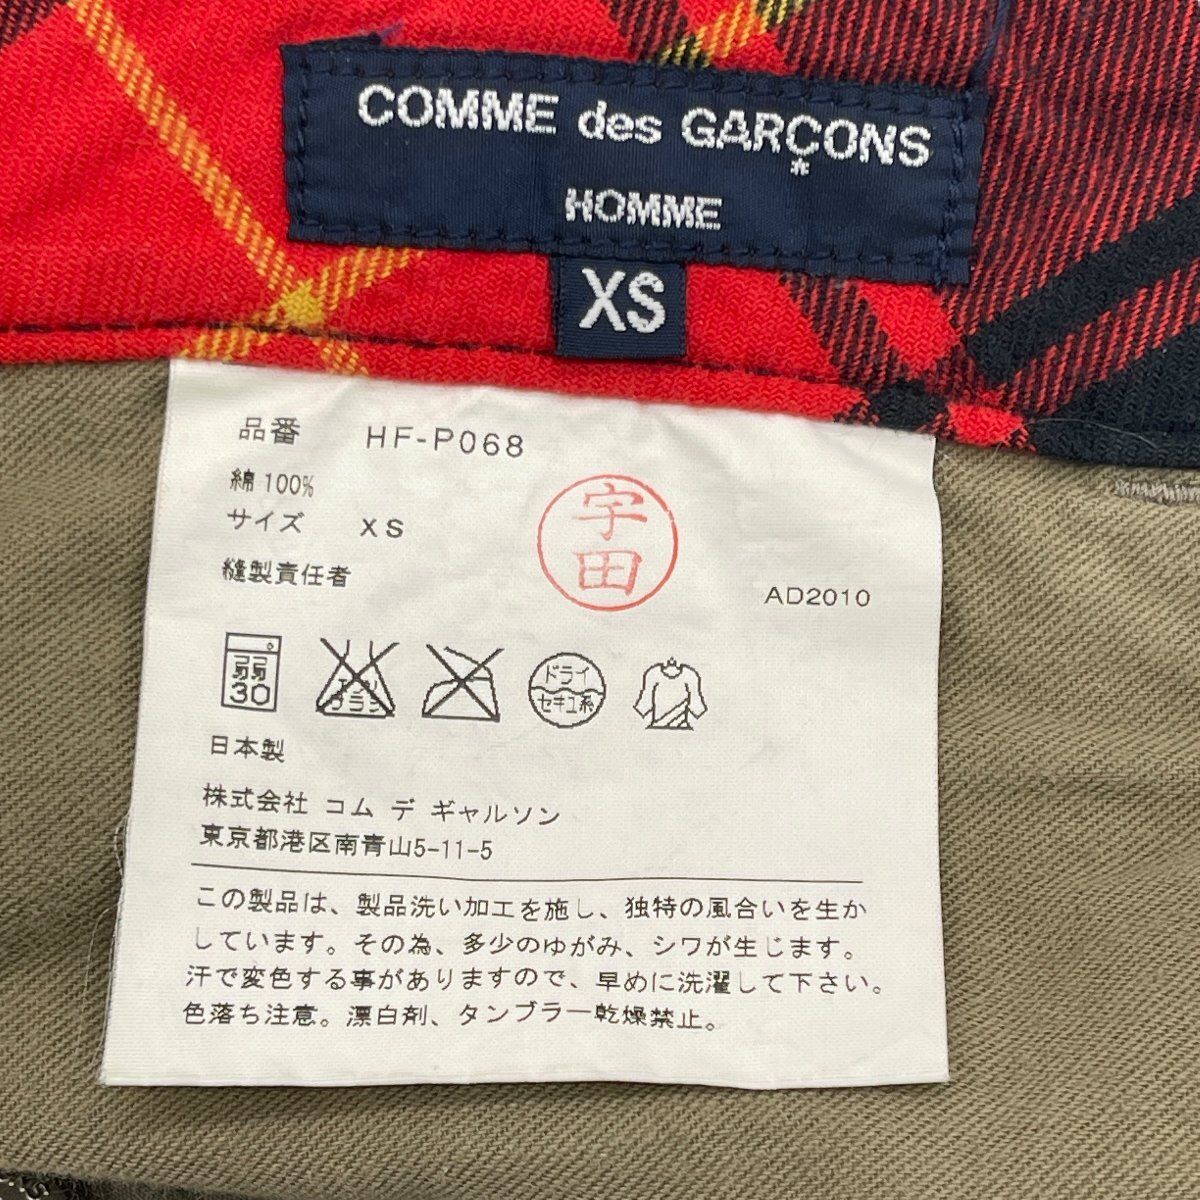 COMME des GARÇONS
HOMME
XS
品番 HF-P068
綿 100%
サイズ XS
縫製責任者
宇田
AD2010
弱
30
エンソ
ブラシ
ドライ
セキユ系
日本製
株式会社 コム デ ギャルソン
東京都港区南青山5-11-5
この製品は、製品洗い加工を施し、独特の風合いを生か
しています。その為、多少のゆがみ、シワが生じます。
汗で変色する事がありますので、早めに洗濯して下さい。
色落ち注意。漂白剤、タンブラー乾燥禁止。